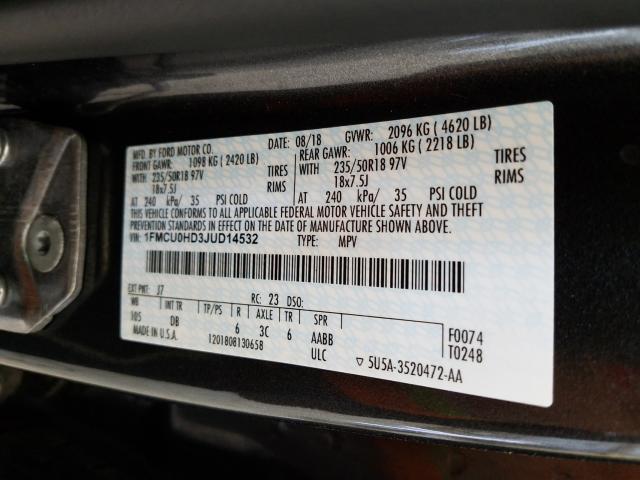 MFD. BY FORD MOTOR CO.
DATE: 08/18 GVWR: 2096 KG ( 4620 LB)
FRONT GAWR: 1098 KG ( 2420 LB) REAR GAWR: 1006 KG ( 2218 LB)
WITH 235/50R18 97V TIRES WITH 235/50R18 97V TIRES
18x7.5J RIMS 18x7.5J RIMS
AT 240 kPa/ 35 PSI COLD AT 240 kPa/ 35 PSI COLD
THIS VEHICLE CONFORMS TO ALL APPLICABLE FEDERAL MOTOR VEHICLE SAFETY AND THEFT
PREVENTION STANDARDS IN EFFECT ON THE DATE OF MANUFACTURE SHOWN ABOVE.
VIN: 1FMCU0HD3JUD14532 TYPE: MPV
EXT PNT: J7 RC: 23 DSO:
WB INT TR TP/PS R AXLE TR SPR
105 DB 6 3C 6 AABB F0074
MADE IN U.S.A. 120180813065B ULC T0248
▽ 5U5A-3520472-AA